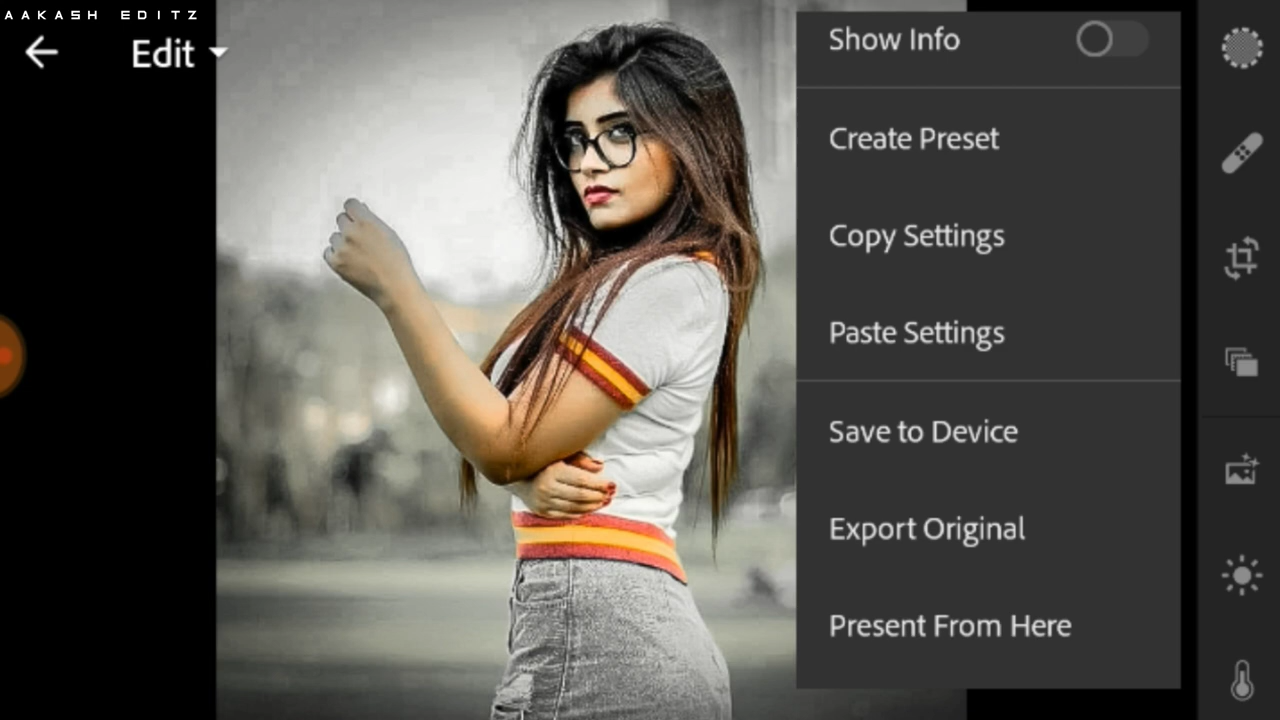 AAKASH EDITZ
Edit
Show Info
Create Preset
Copy Settings
Paste Settings
Save to Device
Export Original
Present From Here